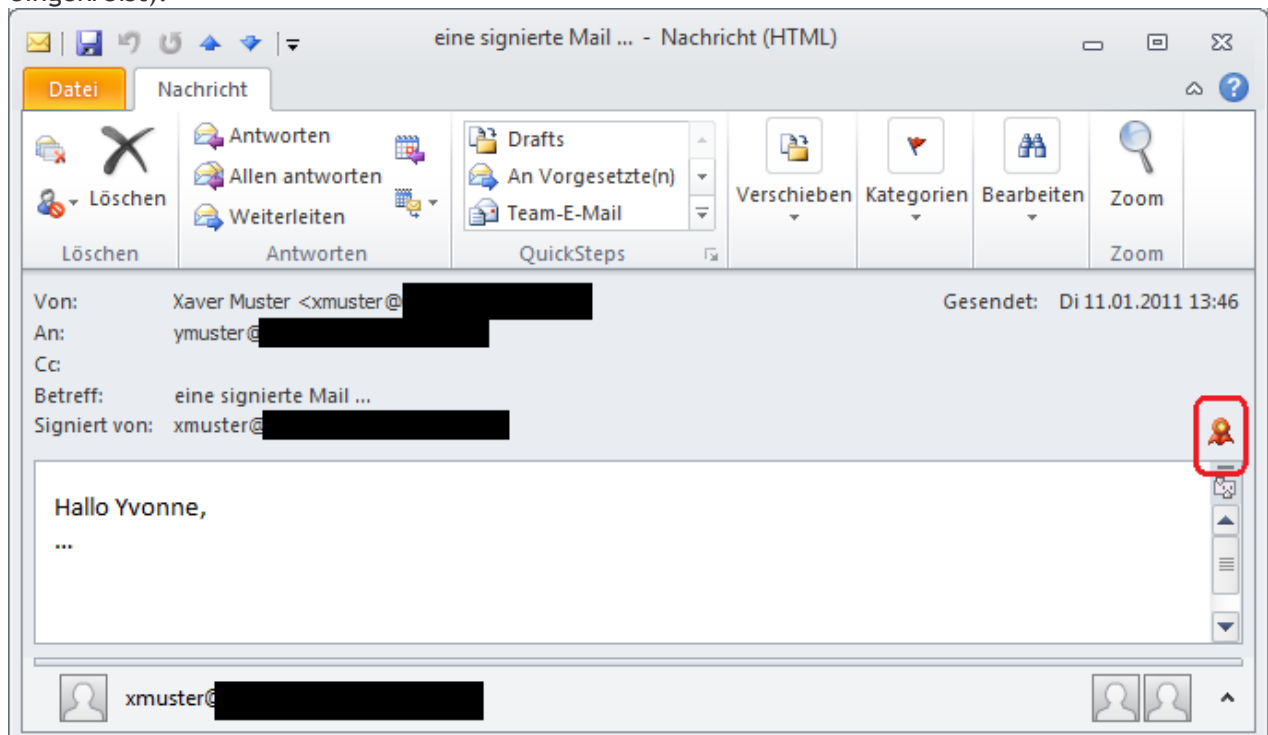 eine signierte Mail ... - Nachricht (HTML)
Datei Nachricht
Löschen
Antworten
Allen antworten
Weiterleiten
Drafts
An Vorgesetzte(n)
Team-E-Mail
Verschieben Kategorien Bearbeiten Zoom
Löschen Antworten QuickSteps Zoom
Von: Xaver Muster <xmuster@ Gesendet: Di 11.01.2011 13:46
An: ymuster@
Cc:
Betreff: eine signierte Mail ...
Signiert von: xmuster@
Hallo Yvonne,
...
xmuster@